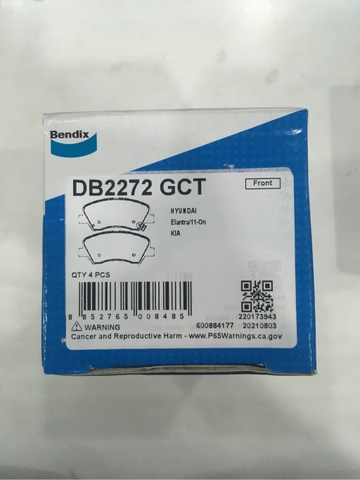 Bendix
DB2272 GCT
Front
HYUNDAI
Elantra/11-On
KIA
QTY 4 PCS
8 852765 008485
220173943
WARNING
600884177 20210803
Cancer and Reproductive Harm - www.P65Warnings.ca.gov